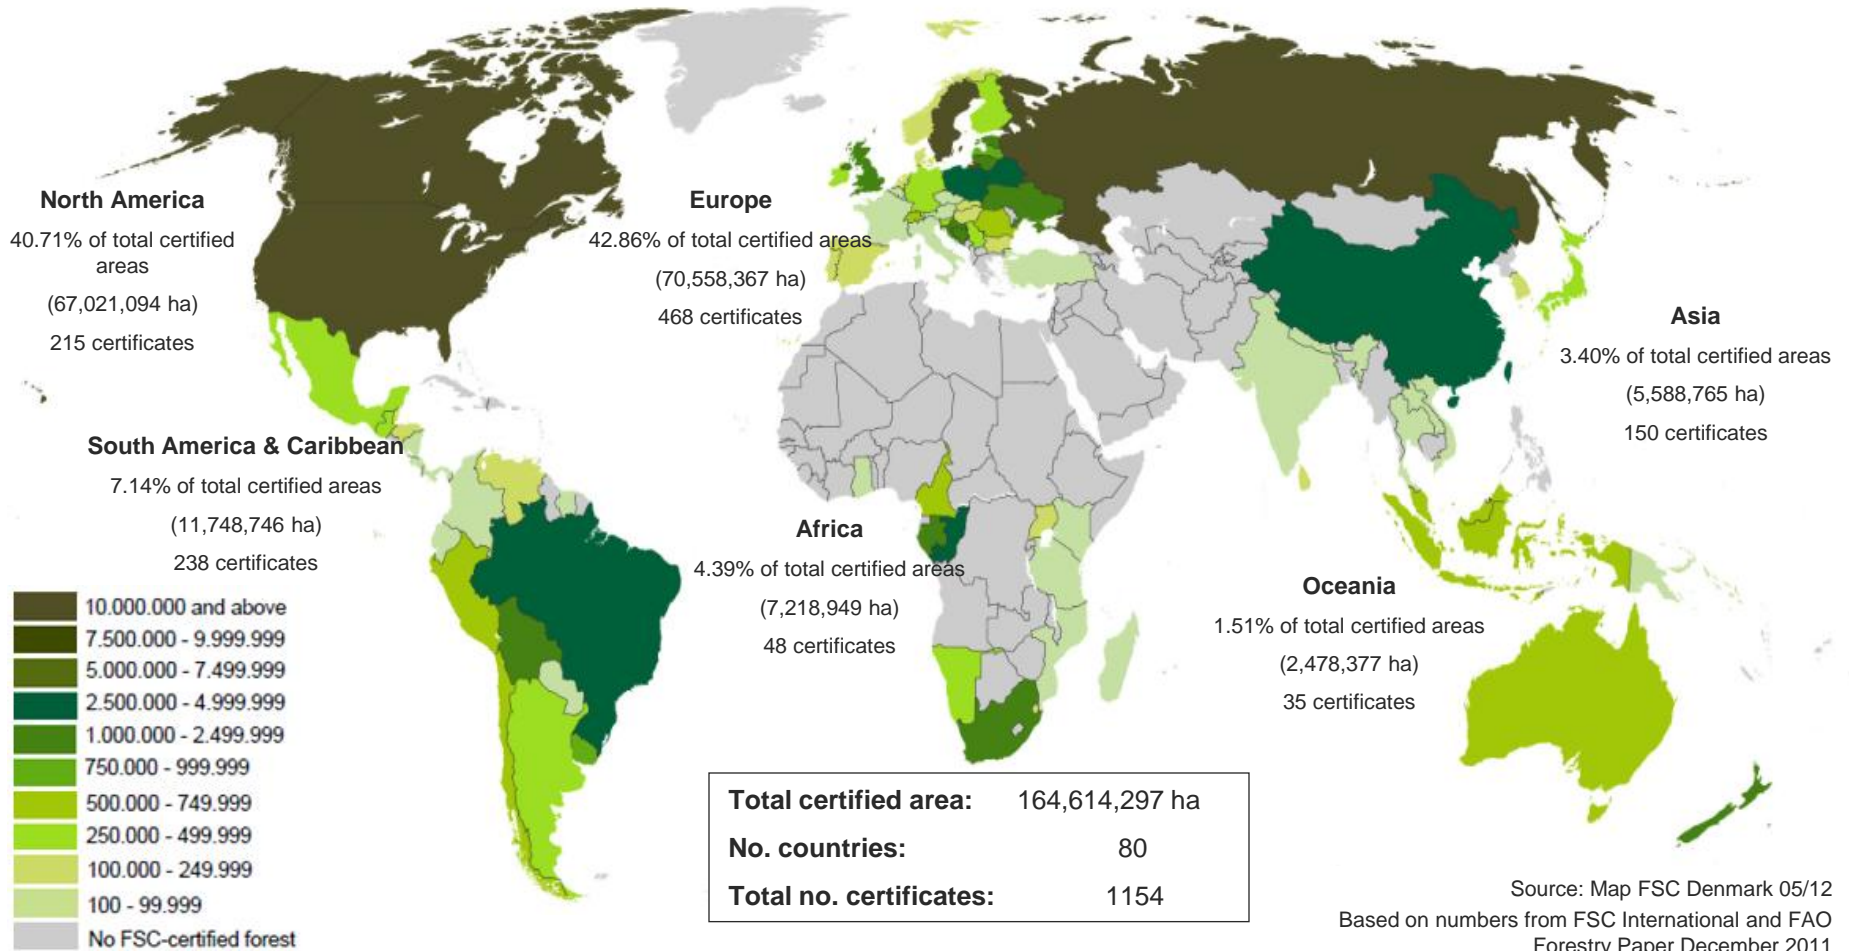 North America
40.71% of total certified
areas
(67,021,094 ha)
215 certificates
Europe
42.86% of total certified areas
(70,558,367 ha)
468 certificates
Asia
3.40% of total certified areas
(5,588,765 ha)
150 certificates
South America & Caribbean
7.14% of total certified areas
(11,748,746 ha)
238 certificates
Africa
4.39% of total certified areas
(7,218,949 ha)
48 certificates
Oceania
1.51% of total certified areas
(2,478,377 ha)
35 certificates
10.000.000 and above
7.500.000 - 9.999.999
5.000.000 - 7.499.999
2.500.000 - 4.999.999
1.000.000 - 2.499.999
750.000 - 999.999
500.000 - 749.999
250.000 - 499.999
100.000 - 249.999
100 - 99.999
No FSC-certified forest
Total certified area: 164,614,297 ha
No. countries: 80
Total no. certificates: 1154
Source: Map FSC Denmark 05/12
Based on numbers from FSC International and FAO
Forestry Paper December 2011